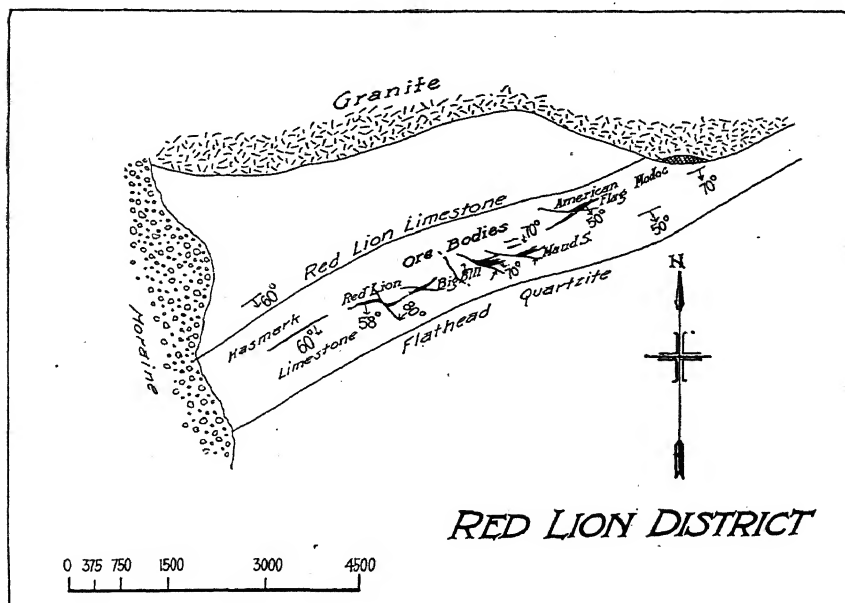 Granite
Red Lion Limestone
American
Flag
Modoc
70°
50°
50°
70°
Ore Bodies
Maud S.
70°
Big Bill
Red Lion
60°
Hasmark
58°
80°
60°
Limestone
Flathead Quartzite
Moraine
N
RED LION DISTRICT
0 375 750 1500 3000 4500